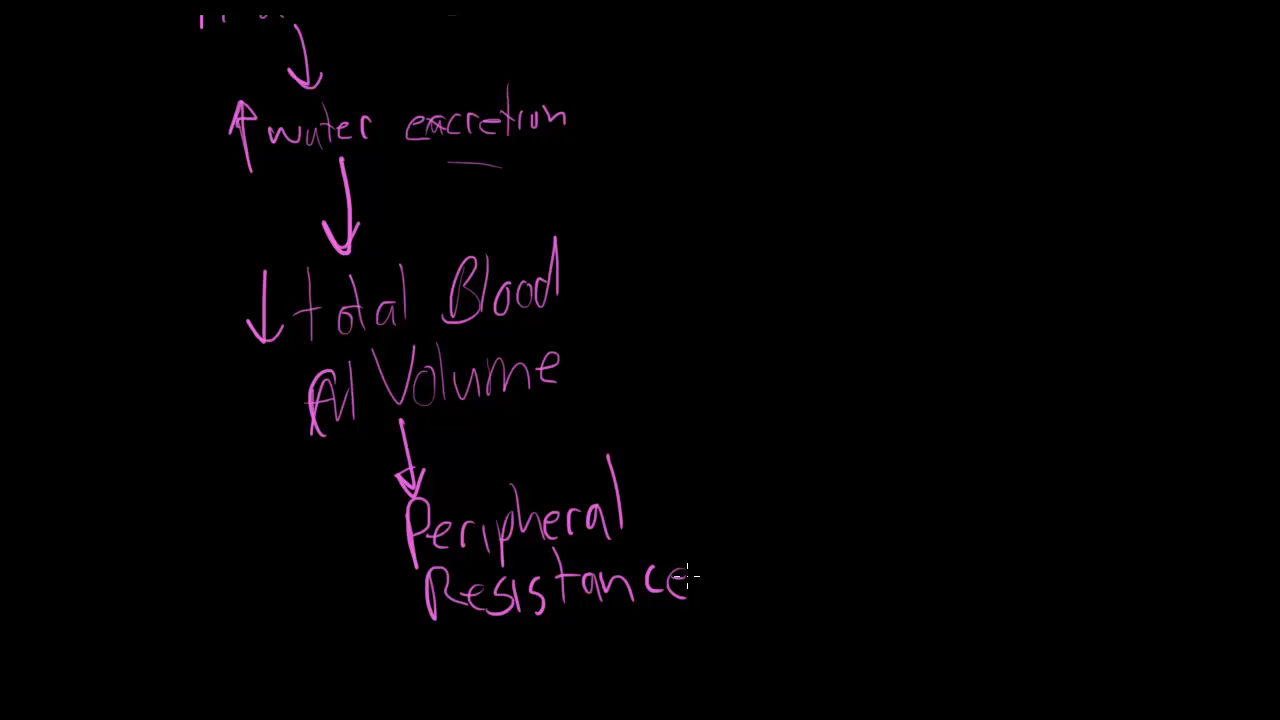 ↑ water excretion
↓ total Blood
Volume
Peripheral
Resistance